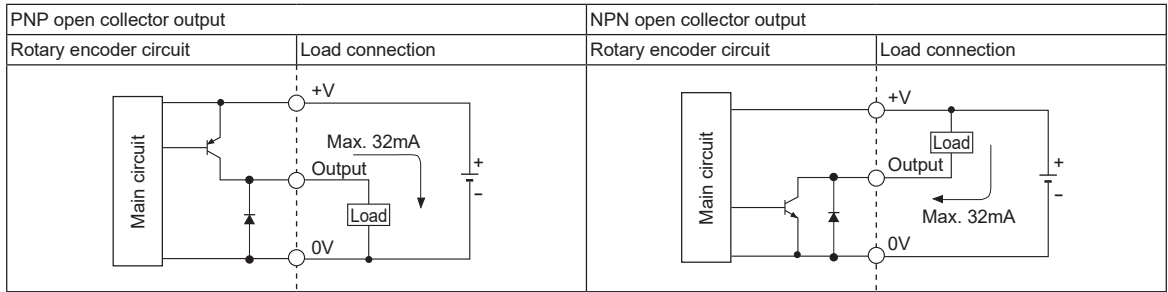 PNP open collector output
Rotary encoder circuit
Load connection
Main circuit
+V
Max. 32mA
Output
Load
0V
+
-
NPN open collector output
Rotary encoder circuit
Load connection
Main circuit
+V
Load
Output
Max. 32mA
0V
+
-